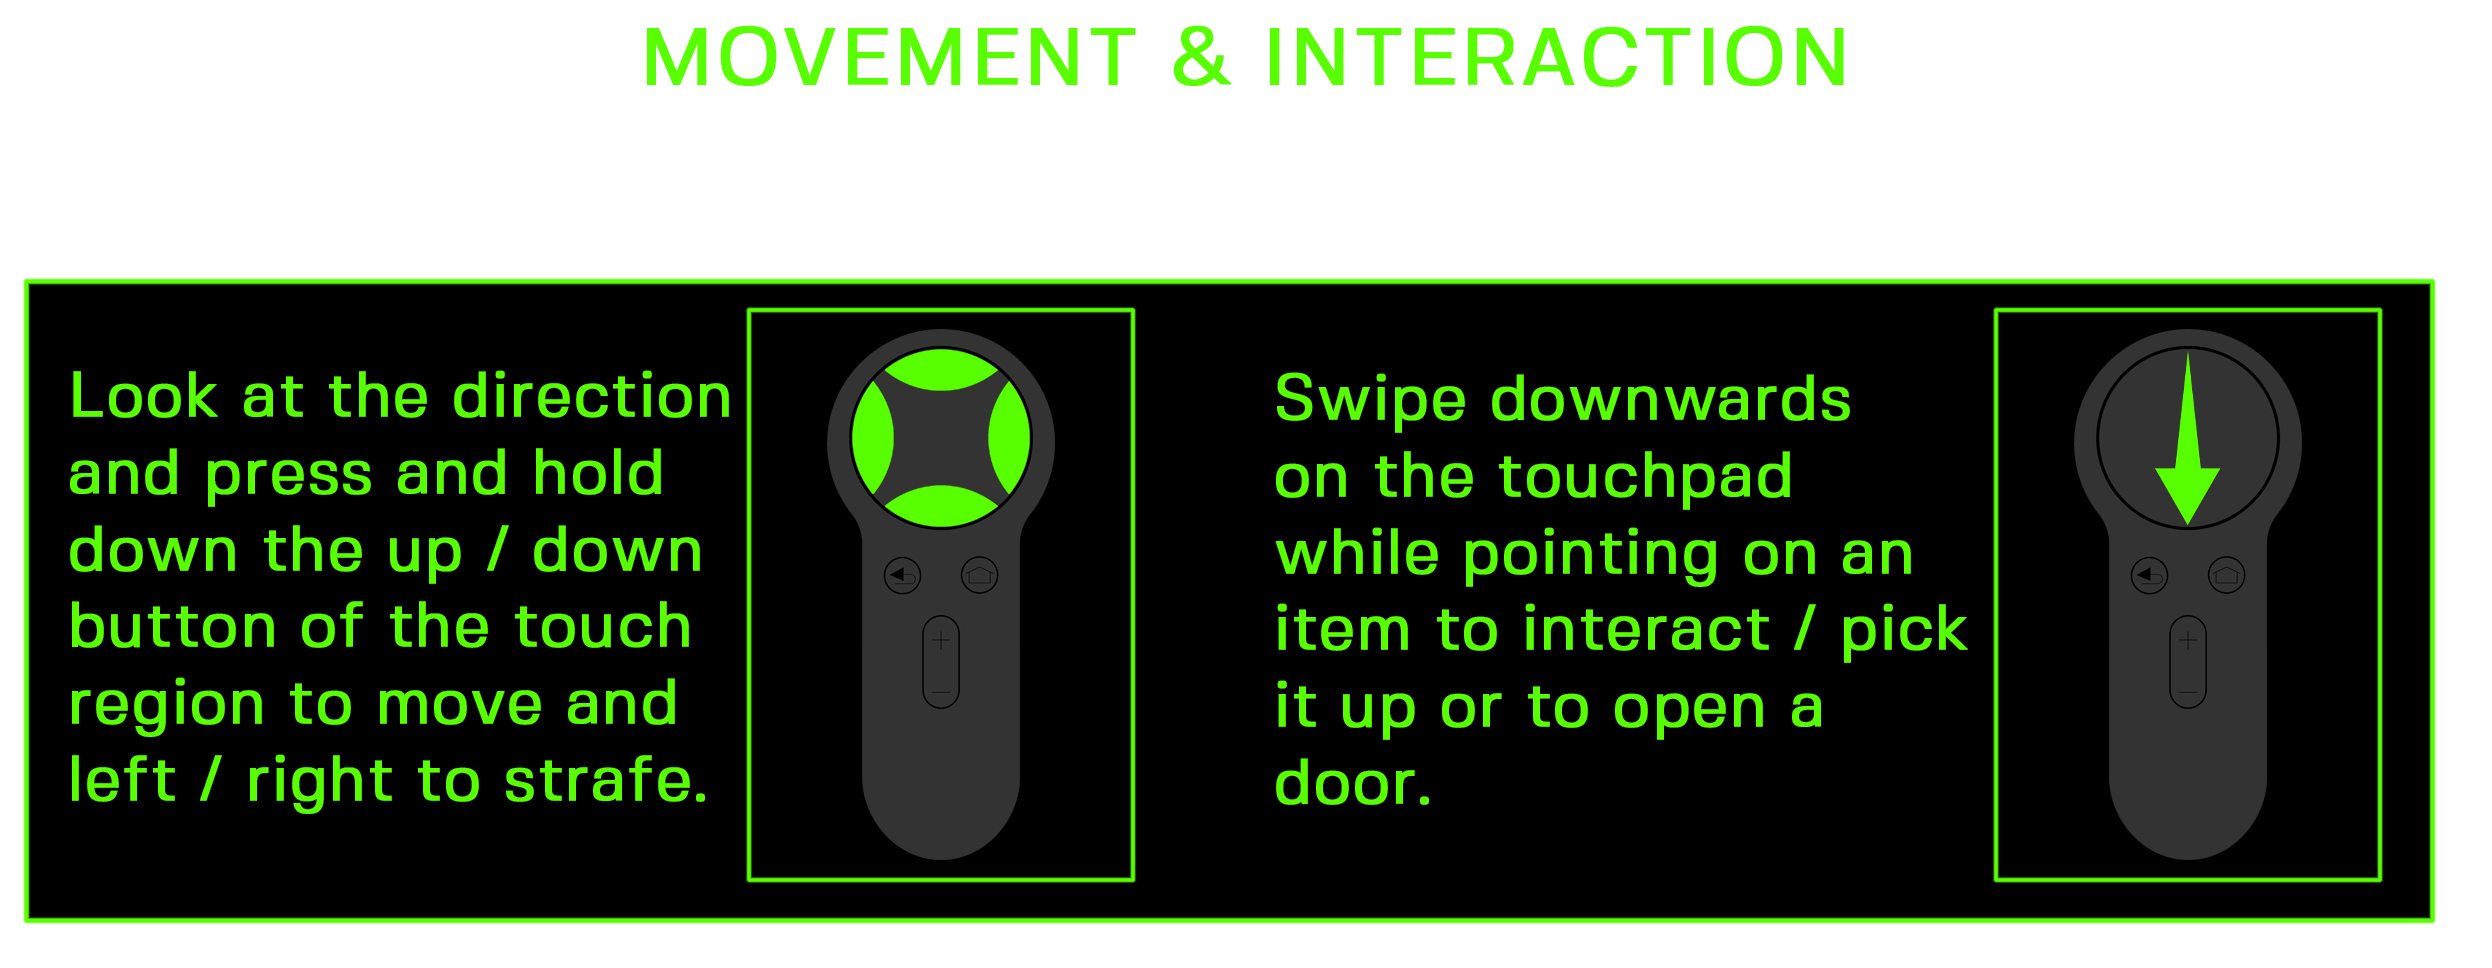 MOVEMENT & INTERACTION
Look at the direction
and press and hold
down the up / down
button of the touch
region to move and
left / right to strafe.
Swipe downwards
on the touchpad
while pointing on an
item to interact / pick
it up or to open a
door.